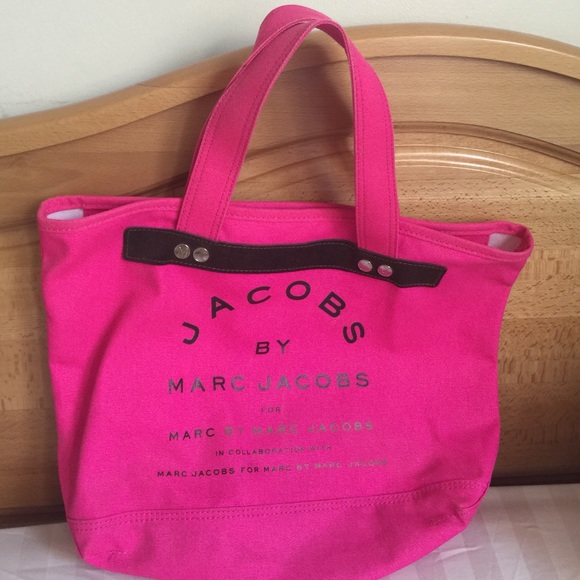 JACOBS
BY
MARC JACOBS
FOR
MARC BY MARC JACOBS
IN COLLABORATION WITH
MARC JACOBS FOR MARC BY MARC JACOBS